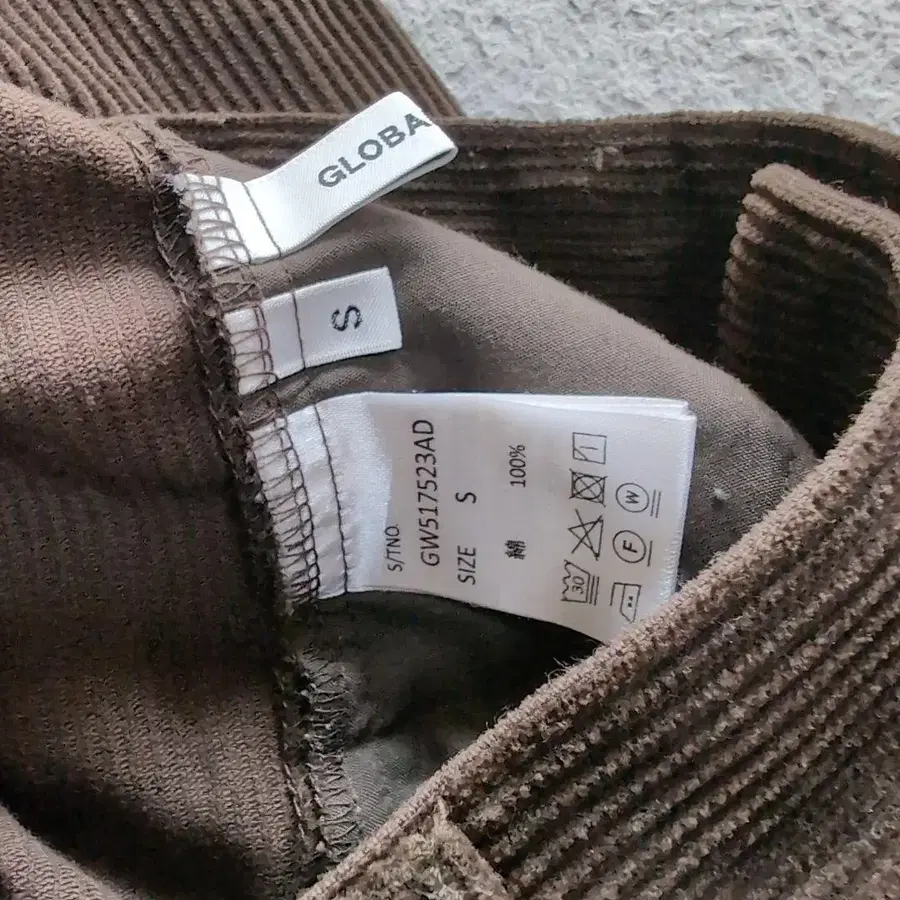 GLOBA
S
S/TNO.
GW517523AD
SIZE S
綿 100%
30
F
W